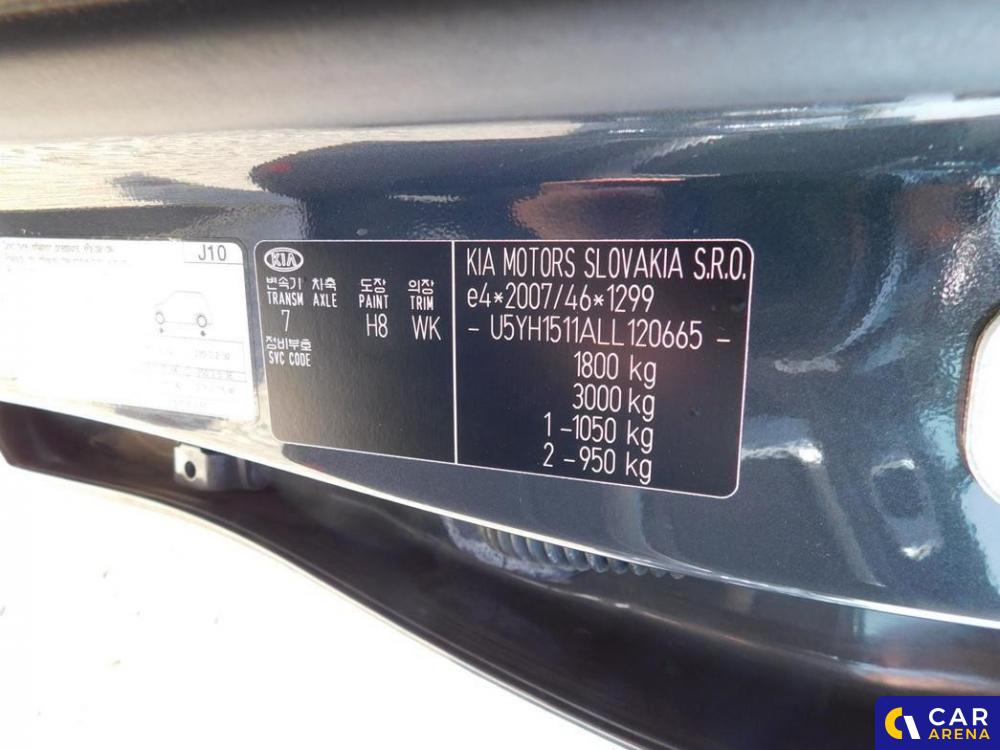 J10
KIA
변속기 차축 도장 의장
TRANSM AXLE PAINT TRIM
7 H8 WK
정비부호
SVC CODE
KIA MOTORS SLOVAKIA S.R.O.
e4*2007/46*1299
- U5YH1511ALL120665 -
1800 kg
3000 kg
1 -1050 kg
2 -950 kg
CAR
ARENA